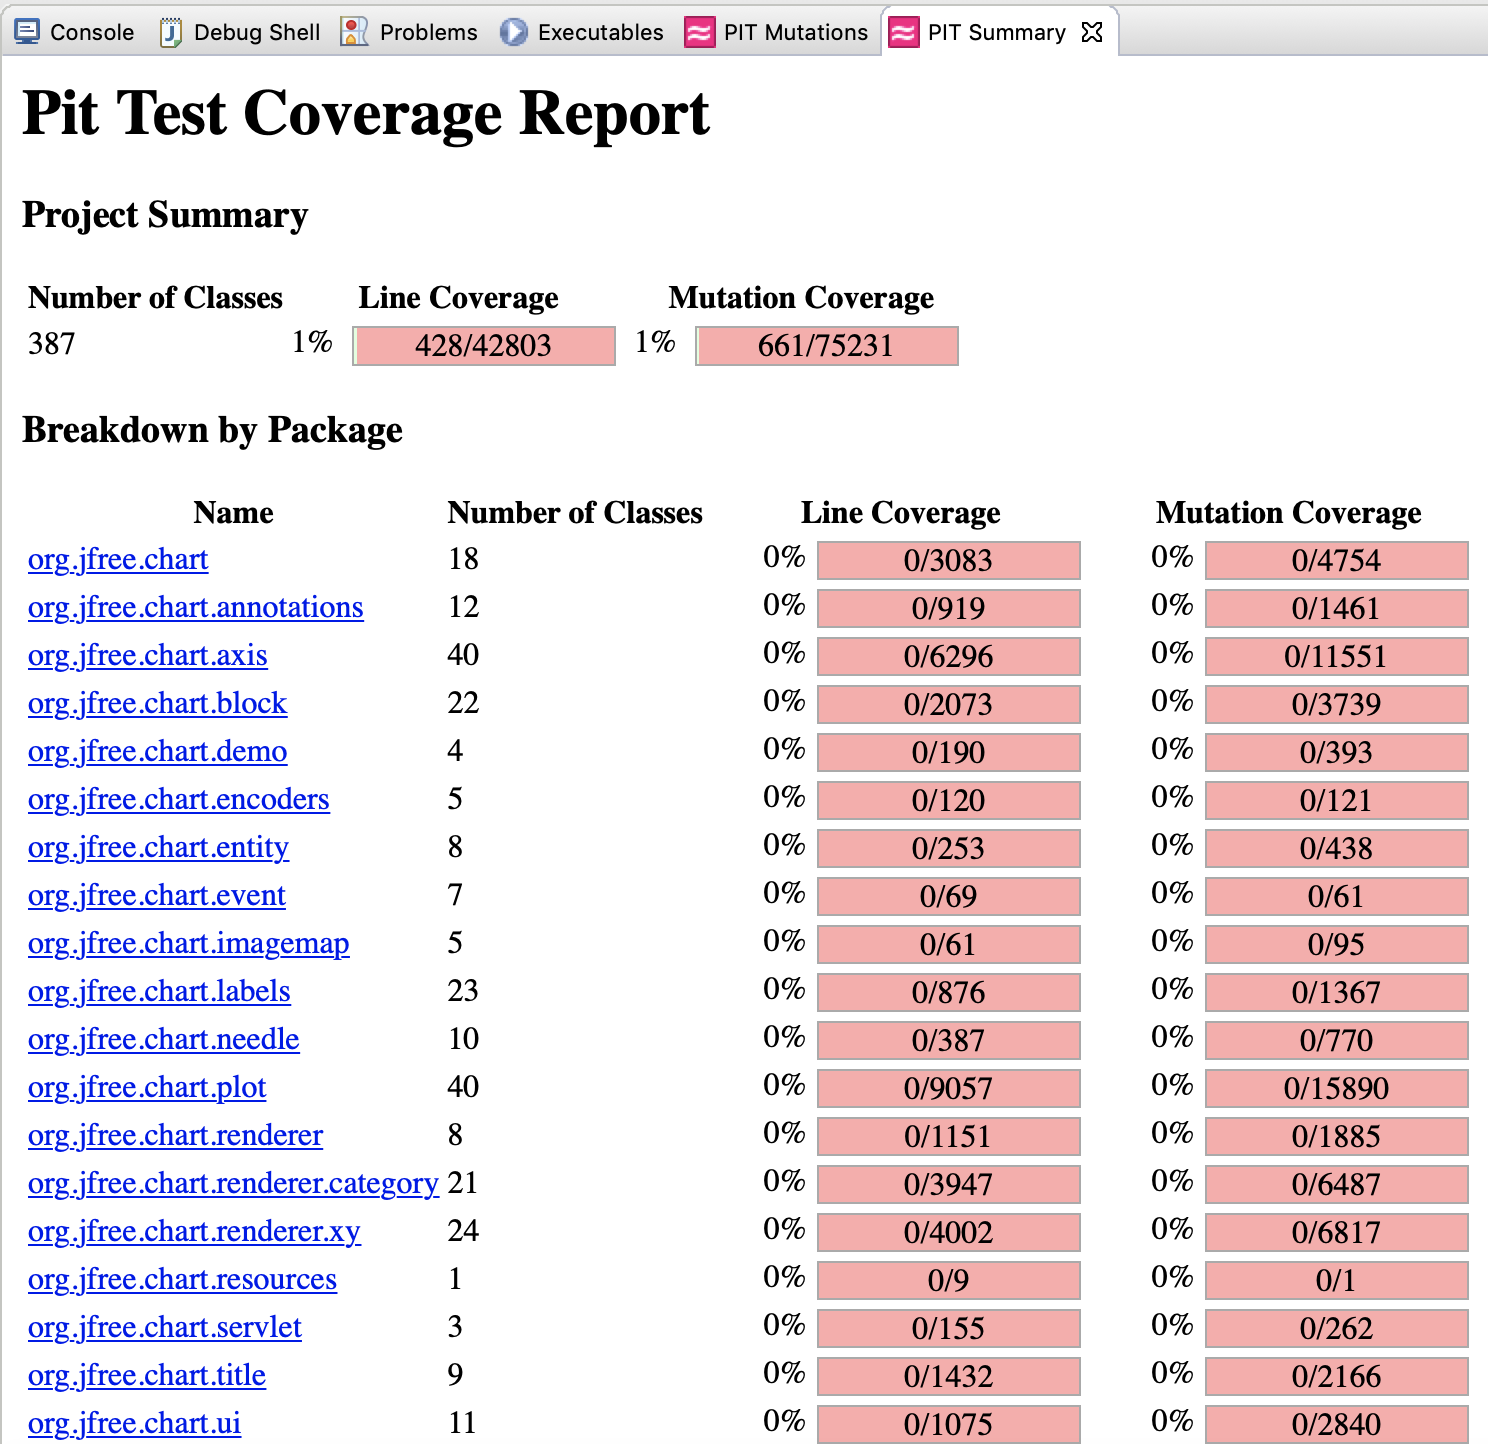 Console Debug Shell Problems Executables PIT Mutations PIT Summary
Pit Test Coverage Report
Project Summary
Number of Classes Line Coverage Mutation Coverage
387 1% 428/42803 1% 661/75231
Breakdown by Package
Name Number of Classes Line Coverage Mutation Coverage
org.jfree.chart 18 0% 0/3083 0% 0/4754
org.jfree.chart.annotations 12 0% 0/919 0% 0/1461
org.jfree.chart.axis 40 0% 0/6296 0% 0/11551
org.jfree.chart.block 22 0% 0/2073 0% 0/3739
org.jfree.chart.demo 4 0% 0/190 0% 0/393
org.jfree.chart.encoders 5 0% 0/120 0% 0/121
org.jfree.chart.entity 8 0% 0/253 0% 0/438
org.jfree.chart.event 7 0% 0/69 0% 0/61
org.jfree.chart.imagemap 5 0% 0/61 0% 0/95
org.jfree.chart.labels 23 0% 0/876 0% 0/1367
org.jfree.chart.needle 10 0% 0/387 0% 0/770
org.jfree.chart.plot 40 0% 0/9057 0% 0/15890
org.jfree.chart.renderer 8 0% 0/1151 0% 0/1885
org.jfree.chart.renderer.category 21 0% 0/3947 0% 0/6487
org.jfree.chart.renderer.xy 24 0% 0/4002 0% 0/6817
org.jfree.chart.resources 1 0% 0/9 0% 0/1
org.jfree.chart.servlet 3 0% 0/155 0% 0/262
org.jfree.chart.title 9 0% 0/1432 0% 0/2166
org.jfree.chart.ui 11 0% 0/1075 0% 0/2840